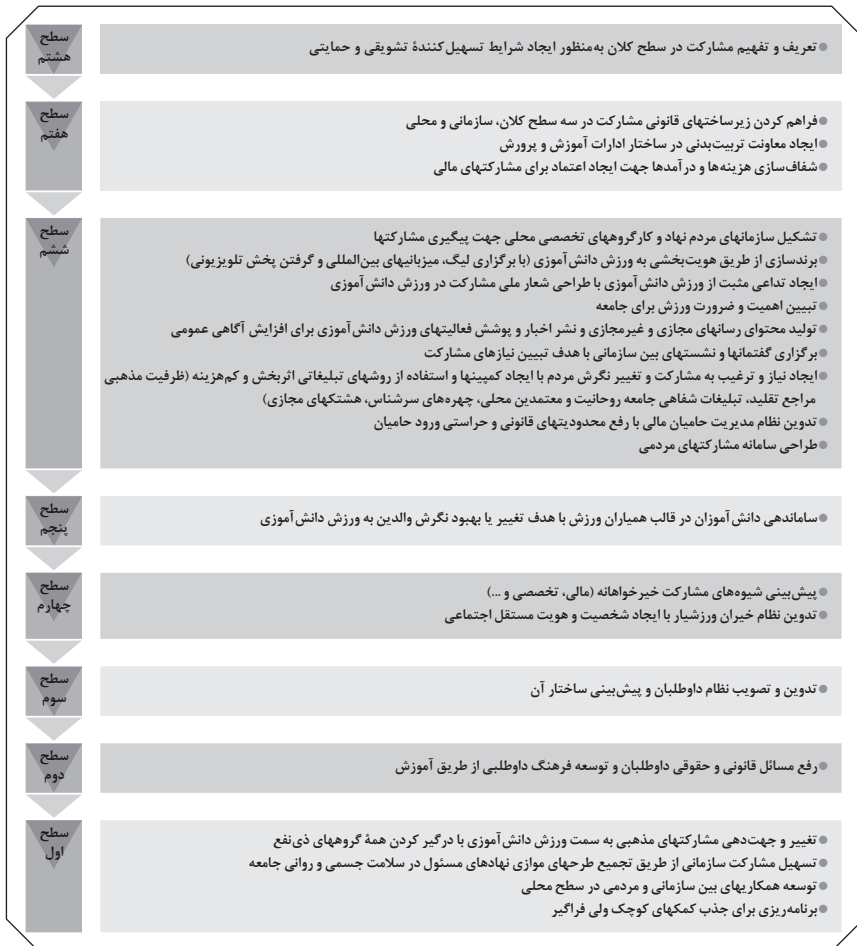 سطح
هشتم
●تعریف و تفهیم مشارکت در سطح کلان به‌منظور ایجاد شرایط تسهیل‌کنندهٔ تشویقی و حمایتی
سطح
هفتم
●فراهم کردن زیرساختهای قانونی مشارکت در سه سطح کلان، سازمانی و محلی
●ایجاد معاونت تربیت‌بدنی در ساختار ادارات آموزش و پرورش
●شفاف‌سازی هزینه‌ها و درآمدها جهت ایجاد اعتماد برای مشارکتهای مالی
سطح
ششم
●تشکیل سازمانهای مردم نهاد و کارگروههای تخصصی محلی جهت پیگیری مشارکتها
●برندسازی از طریق هویت‌بخشی به ورزش دانش‌آموزی (با برگزاری لیگ، میزبانیهای بین‌المللی و گرفتن پخش تلویزیونی)
●ایجاد تداعی مثبت از ورزش دانش‌آموزی با طراحی شعار ملی مشارکت در ورزش دانش‌آموزی
●تبیین اهمیت و ضرورت ورزش برای جامعه
●تولید محتوای رسانهای مجازی و غیرمجازی و نشر اخبار و پوشش فعالیتهای ورزش دانش‌آموزی برای افزایش آگاهی عمومی
●برگزاری گفتمانها و نشستهای بین سازمانی با هدف تبیین نیازهای مشارکت
●ایجاد نیاز و ترغیب به مشارکت و تغییر نگرش مردم با ایجاد کمپینها و استفاده از روشهای تبلیغاتی اثربخش و کم‌هزینه (ظرفیت مذهبی
مراجع تقلید، تبلیغات شفاهی جامعه روحانیت و معتمدین محلی، چهره‌های سرشناس، هشتکهای مجازی)
●تدوین نظام مدیریت حامیان مالی با رفع محدودیتهای قانونی و حراستی ورود حامیان
●طراحی سامانه مشارکتهای مردمی
سطح
پنجم
●ساماندهی دانش‌آموزان در قالب همیاران ورزش با هدف تغییر یا بهبود نگرش والدین به ورزش دانش‌آموزی
سطح
چهارم
●پیش‌بینی شیوه‌های مشارکت خیرخواهانه (مالی، تخصصی و ...)
●تدوین نظام خیران ورزشیار با ایجاد شخصیت و هویت مستقل اجتماعی
سطح
سوم
●تدوین و تصویب نظام داوطلبان و پیش‌بینی ساختار آن
سطح
دوم
●رفع مسائل قانونی و حقوقی داوطلبان و توسعه فرهنگ داوطلبی از طریق آموزش
سطح
اول
●تغییر و جهت‌دهی مشارکتهای مذهبی به سمت ورزش دانش‌آموزی با درگیر کردن همهٔ گروههای ذی‌نفع
●تسهیل مشارکت سازمانی از طریق تجمیع طرحهای موازی نهادهای مسئول در سلامت جسمی و روانی جامعه
●توسعه همکاریهای بین سازمانی و مردمی در سطح محلی
●برنامه‌ریزی برای جذب کمکهای کوچک ولی فراگیر